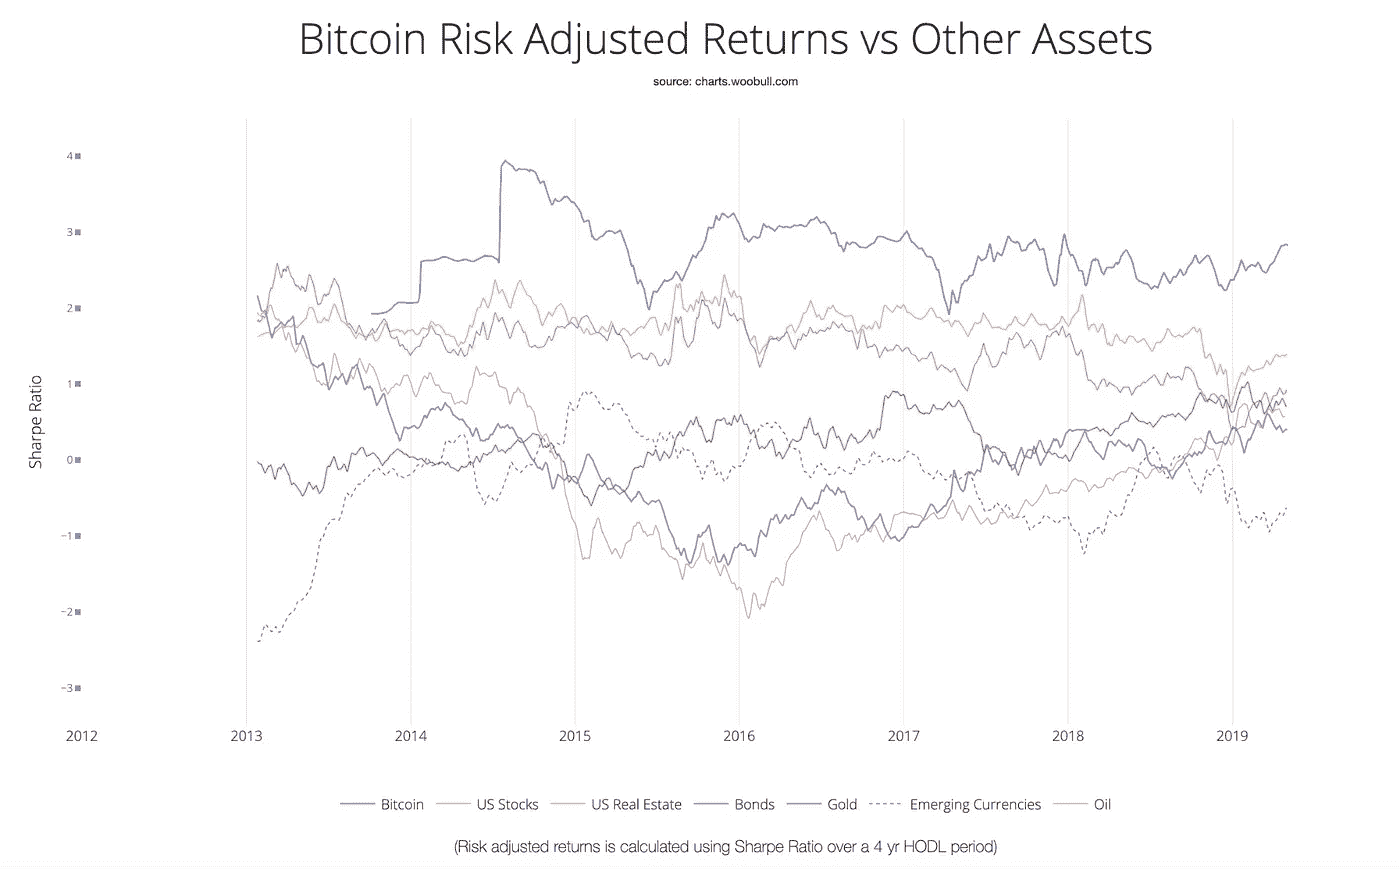 Bitcoin Risk Adjusted Returns vs Other Assets
source: charts.woobull.com
Sharpe Ratio
4
3
2
1
0
−1
−2
−3
2012 2013 2014 2015 2016 2017 2018 2019
Bitcoin US Stocks US Real Estate Bonds Gold Emerging Currencies Oil
(Risk adjusted returns is calculated using Sharpe Ratio over a 4 yr HODL period)